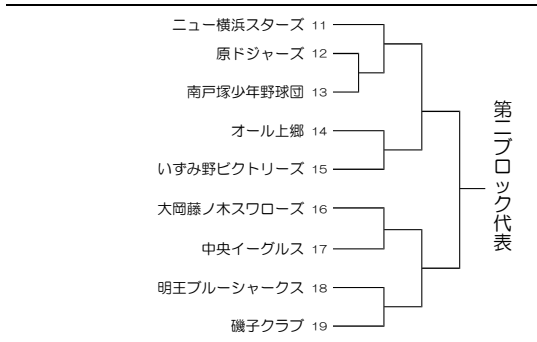 ニュー横浜スターズ 11
原ドジャーズ 12
南戸塚少年野球団 13
オール上郷 14
いずみ野ビクトリーズ 15
大岡藤ノ木スワローズ 16
中央イーグルス 17
明王ブルーシャークス 18
磯子クラブ 19
第二ブロック代表